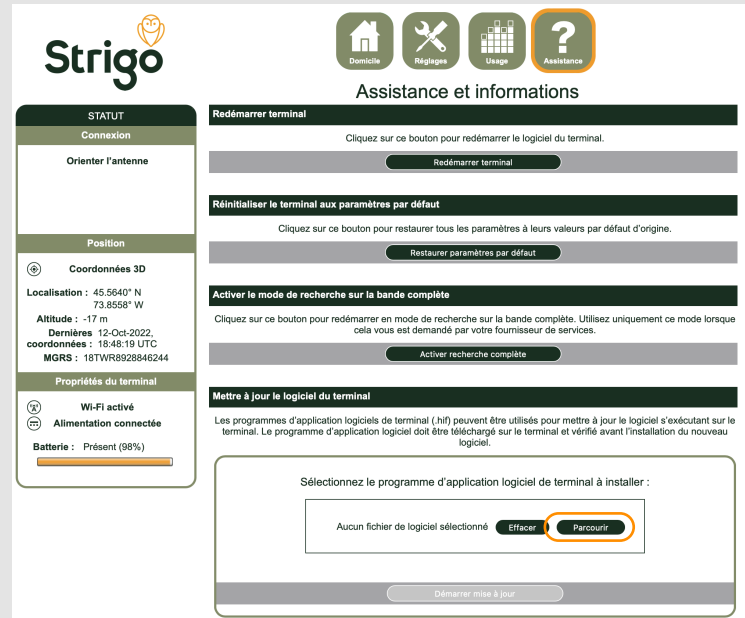 Strigo
Domicile
Réglages
Usage
?
Assistance
Assistance et informations
STATUT
Connexion
Orienter l'antenne
Position
Coordonnées 3D
Localisation : 45.5640° N
73.8558° W
Altitude : -17 m
Dernières 12-Oct-2022,
coordonnées : 18:48:19 UTC
MGRS : 18TWR8928846244
Propriétés du terminal
Wi-Fi activé
Alimentation connectée
Batterie : Présent (98%)
Redémarrer terminal
Cliquez sur ce bouton pour redémarrer le logiciel du terminal.
Redémarrer terminal
Réinitialiser le terminal aux paramètres par défaut
Cliquez sur ce bouton pour restaurer tous les paramètres à leurs valeurs par défaut d'origine.
Restaurer paramètres par défaut
Activer le mode de recherche sur la bande complète
Cliquez sur ce bouton pour redémarrer en mode de recherche sur la bande complète. Utilisez uniquement ce mode lorsque
cela vous est demandé par votre fournisseur de services.
Activer recherche complète
Mettre à jour le logiciel du terminal
Les programmes d'application logiciels de terminal (.hif) peuvent être utilisés pour mettre à jour le logiciel s'exécutant sur le
terminal. Le programme d'application logiciel doit être téléchargé sur le terminal et vérifié avant l'installation du nouveau
logiciel.
Sélectionnez le programme d'application logiciel de terminal à installer :
Aucun fichier de logiciel sélectionné
Effacer
Parcourir
Démarrer mise à jour